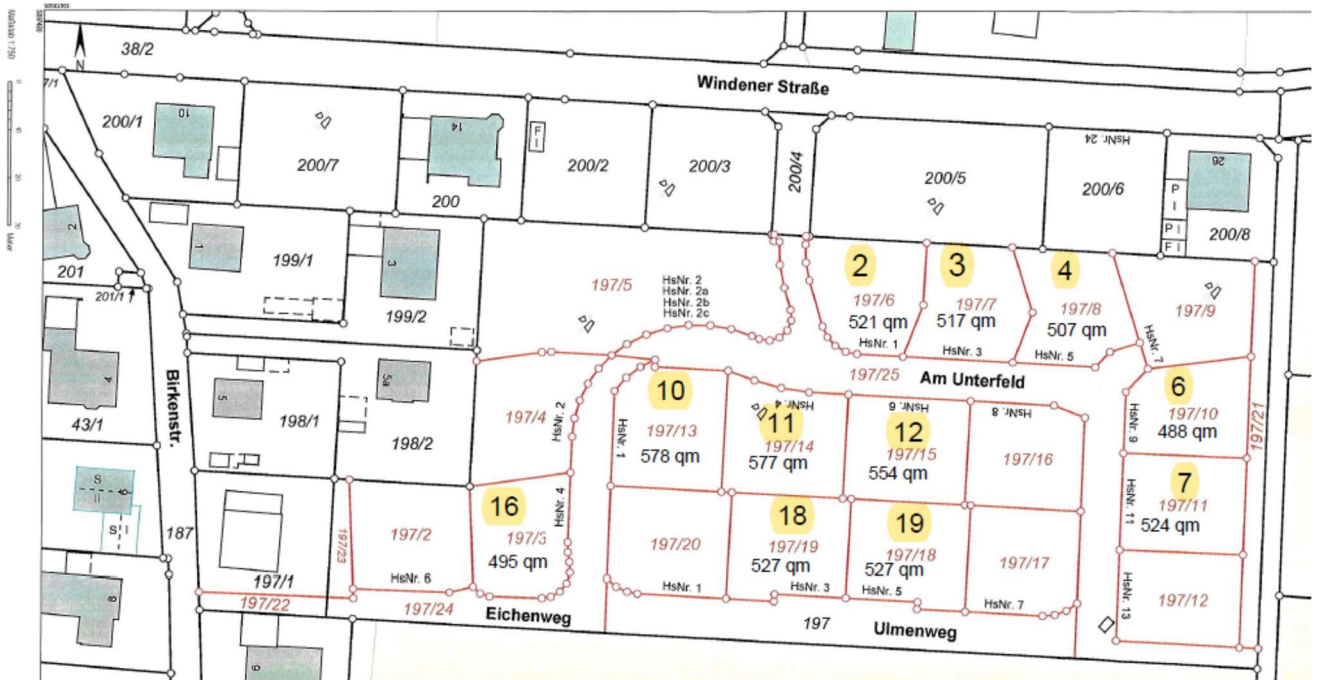 38/2
N
Maßstab 1:750
Meter
7/1
Windener Straße
200/1
10
200/7
14
200
F
I
200/2
200/3
200/4
200/5
HsNr. 24
200/6
26
P
I
P I
F I
200/8
2
201
201/1
1
199/1
3
199/2
197/5
HsNr. 2
HsNr. 2a
HsNr. 2b
HsNr. 2c
2
197/6
521 qm
HsNr. 1
3
197/7
517 qm
HsNr. 3
4
197/8
507 qm
HsNr. 5
197/9
HsNr. 7
197/25
Am Unterfeld
4
43/1
Birkenstr.
5
198/1
5a
198/2
197/4
HsNr. 2
10
197/13
578 qm
HsNr. 1
HsNr. 4
11
197/14
577 qm
HsNr. 6
12
197/15
554 qm
HsNr. 8
197/16
6
197/10
488 qm
HsNr. 9
197/21
S
II
6
S I
187
197/1
197/23
197/2
HsNr. 6
16
197/3
495 qm
HsNr. 4
197/20
HsNr. 1
18
197/19
527 qm
HsNr. 3
19
197/18
527 qm
HsNr. 5
197/17
HsNr. 7
7
197/11
524 qm
HsNr. 11
197/12
HsNr. 13
8
197/22
197/24
Eichenweg
197
Ulmenweg
9